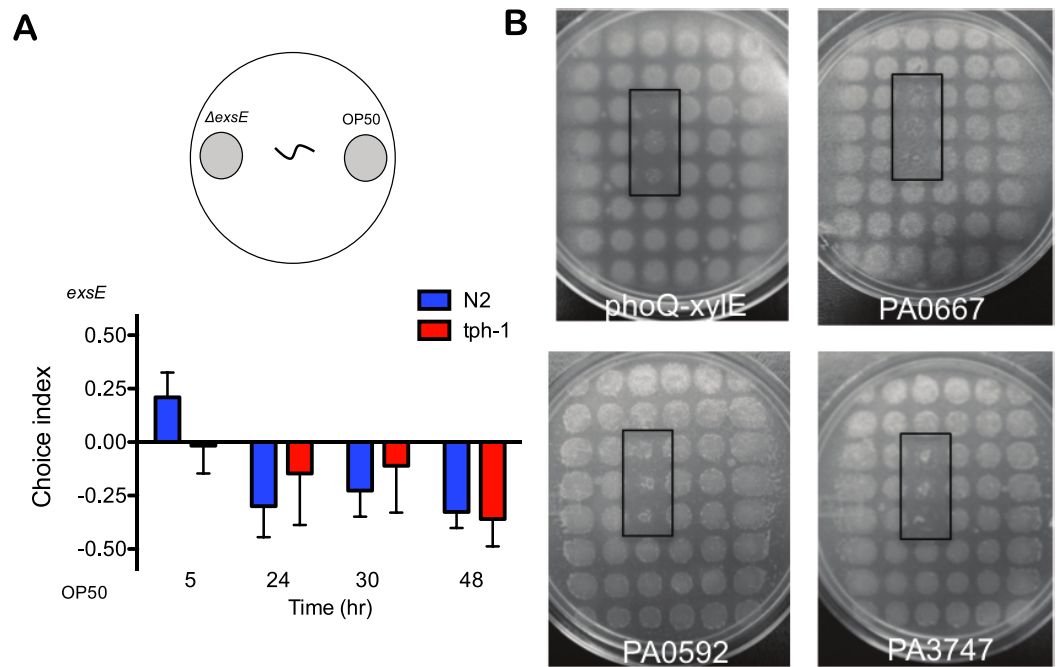 A
ΔexsE
OP50
exsE
N2
tph-1
0.50
0.25
0.00
-0.25
-0.50
Choice index
OP50
5 24 30 48
Time (hr)
B
phoQ-xylE
PA0667
PA0592
PA3747